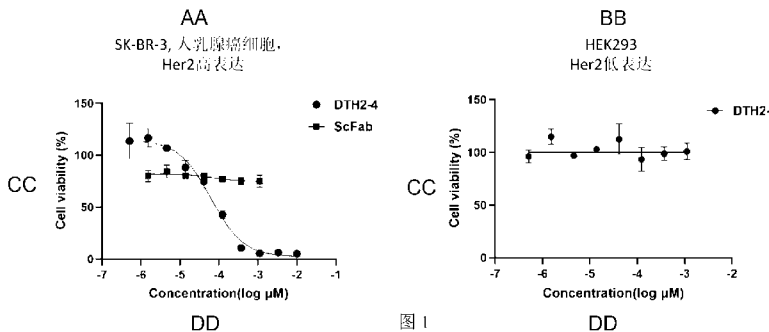 AA
SK-BR-3, 人乳腺癌细胞,
Her2高表达
DTH2-4
ScFab
150
100
50
0
Cell viability (%)
CC
-7 -6 -5 -4 -3 -2 -1
Concentration(log μM)
DD
BB
HEK293
Her2低表达
DTH2-
150
100
50
0
Cell viability (%)
CC
-7 -6 -5 -4 -3 -2
Concentration(log μM)
DD
图1